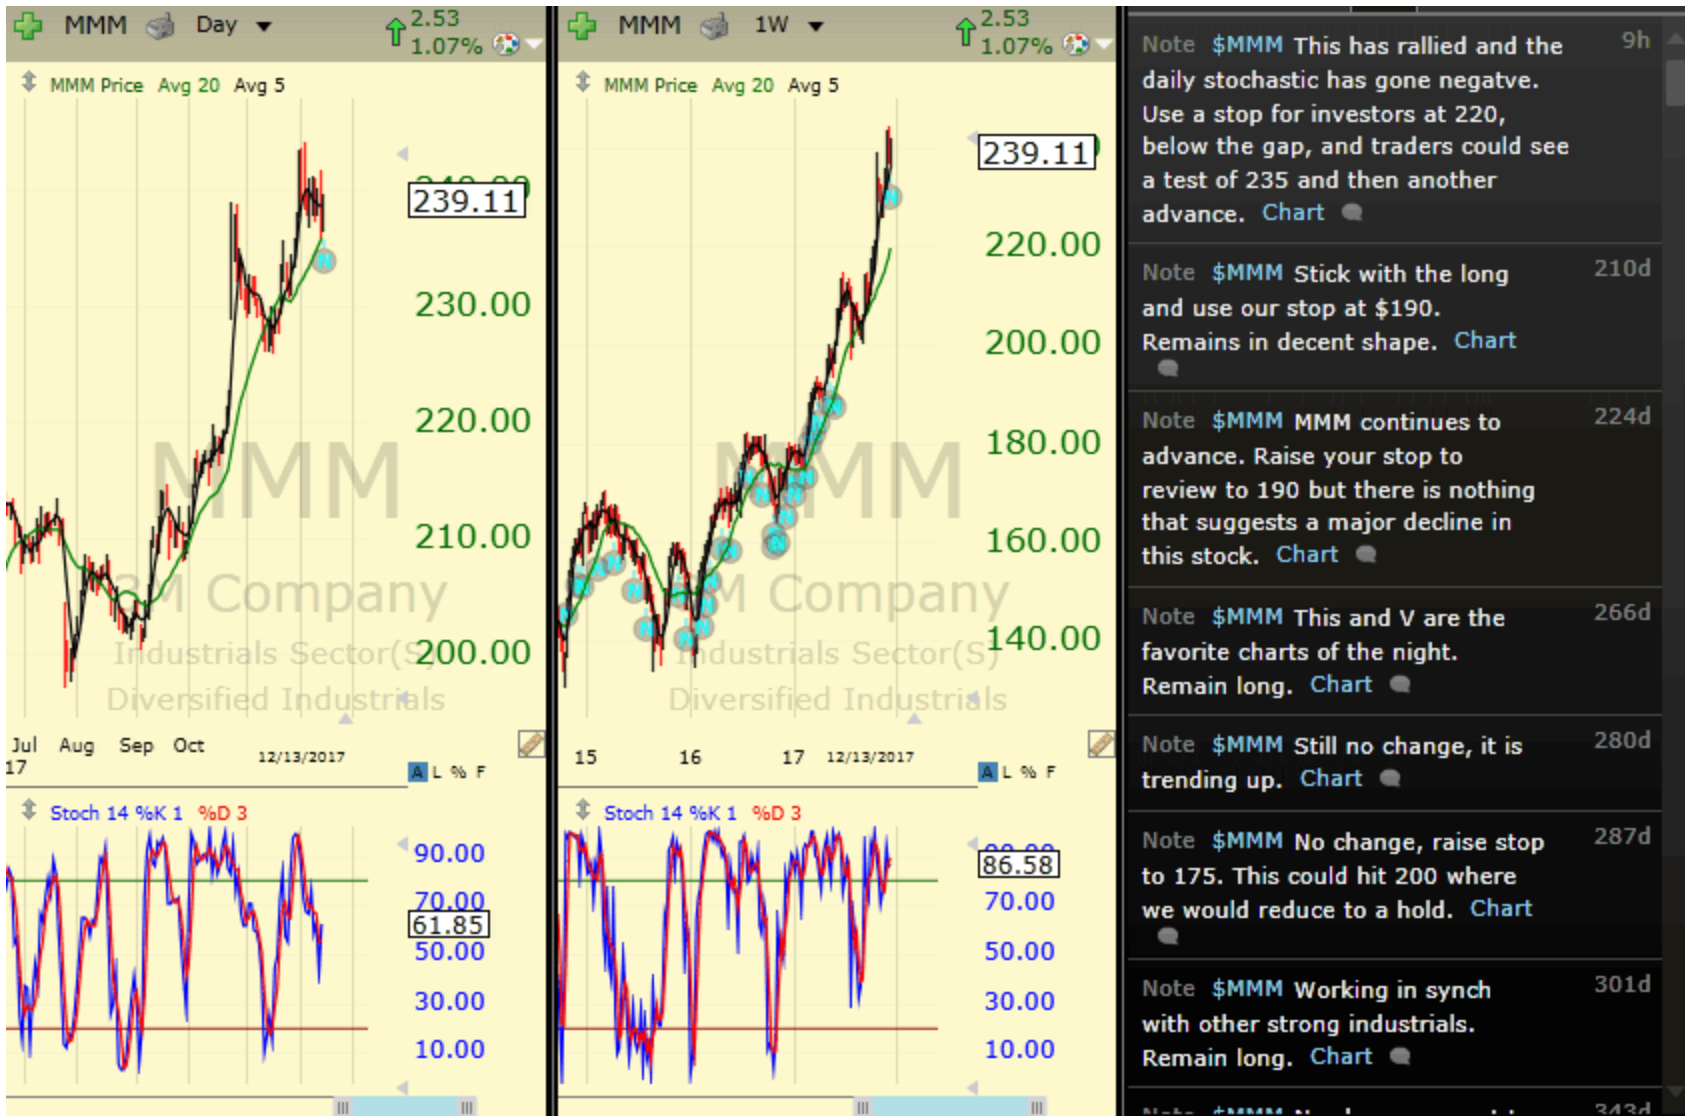 MMM Day 2.53
1.07%
MMM Price Avg 20 Avg 5
239.11
230.00
220.00
210.00
200.00
MMM
3M Company
Industrials Sector(S)
Diversified Industrials
Jul Aug Sep Oct
17 12/13/2017
A L % F
Stoch 14 %K 1 %D 3
90.00
70.00
61.85
50.00
30.00
10.00
MMM 1W 2.53
1.07%
MMM Price Avg 20 Avg 5
239.11
220.00
200.00
180.00
160.00
140.00
MMM
3M Company
Industrials Sector(S)
Diversified Industrials
15 16 17 12/13/2017
A L % F
Stoch 14 %K 1 %D 3
90.00
86.58
70.00
50.00
30.00
10.00
Note $MMM This has rallied and the 9h
daily stochastic has gone negatve.
Use a stop for investors at 220,
below the gap, and traders could see
a test of 235 and then another
advance. Chart
Note $MMM Stick with the long 210d
and use our stop at $190.
Remains in decent shape. Chart
Note $MMM MMM continues to 224d
advance. Raise your stop to
review to 190 but there is nothing
that suggests a major decline in
this stock. Chart
Note $MMM This and V are the 266d
favorite charts of the night.
Remain long. Chart
Note $MMM Still no change, it is 280d
trending up. Chart
Note $MMM No change, raise stop 287d
to 175. This could hit 200 where
we would reduce to a hold. Chart
Note $MMM Working in synch 301d
with other strong industrials.
Remain long. Chart
343d